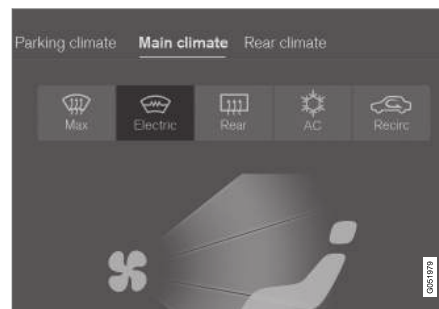 Parking climate Main climate Rear climate
Max Electric Rear AC Recirc
G051979